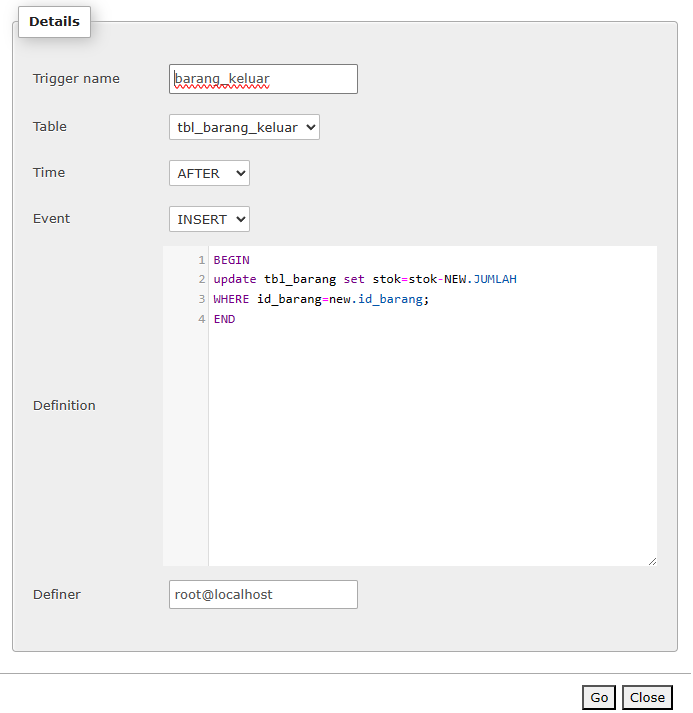 Details
Trigger name
barang_keluar
Table
tbl_barang_keluar
Time
AFTER
Event
INSERT
Definition
1 BEGIN
2 update tbl_barang set stok=stok-NEW.JUMLAH
3 WHERE id_barang=new.id_barang;
4 END
Definer
root@localhost
Go
Close